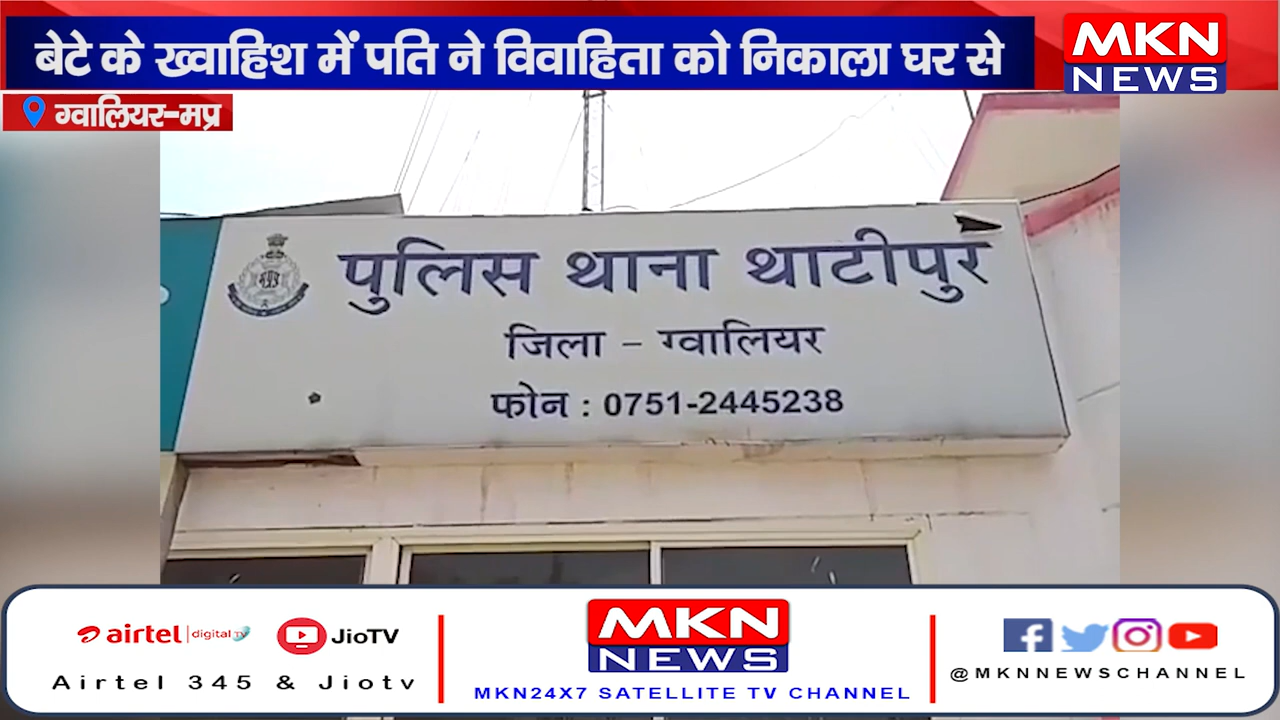 बेटे के ख्वाहिश में पति ने विवाहिता को निकाला घर से
MKN
NEWS
ग्वालियर-मप्र
पुलिस थाना थाटीपुर
जिला - ग्वालियर
फोन : 0751-2445238
airtel digital TV
JioTV
Airtel 345 & Jiotv
MKN
NEWS
MKN24X7 SATELLITE TV CHANNEL
@MKNNEWSCHANNEL